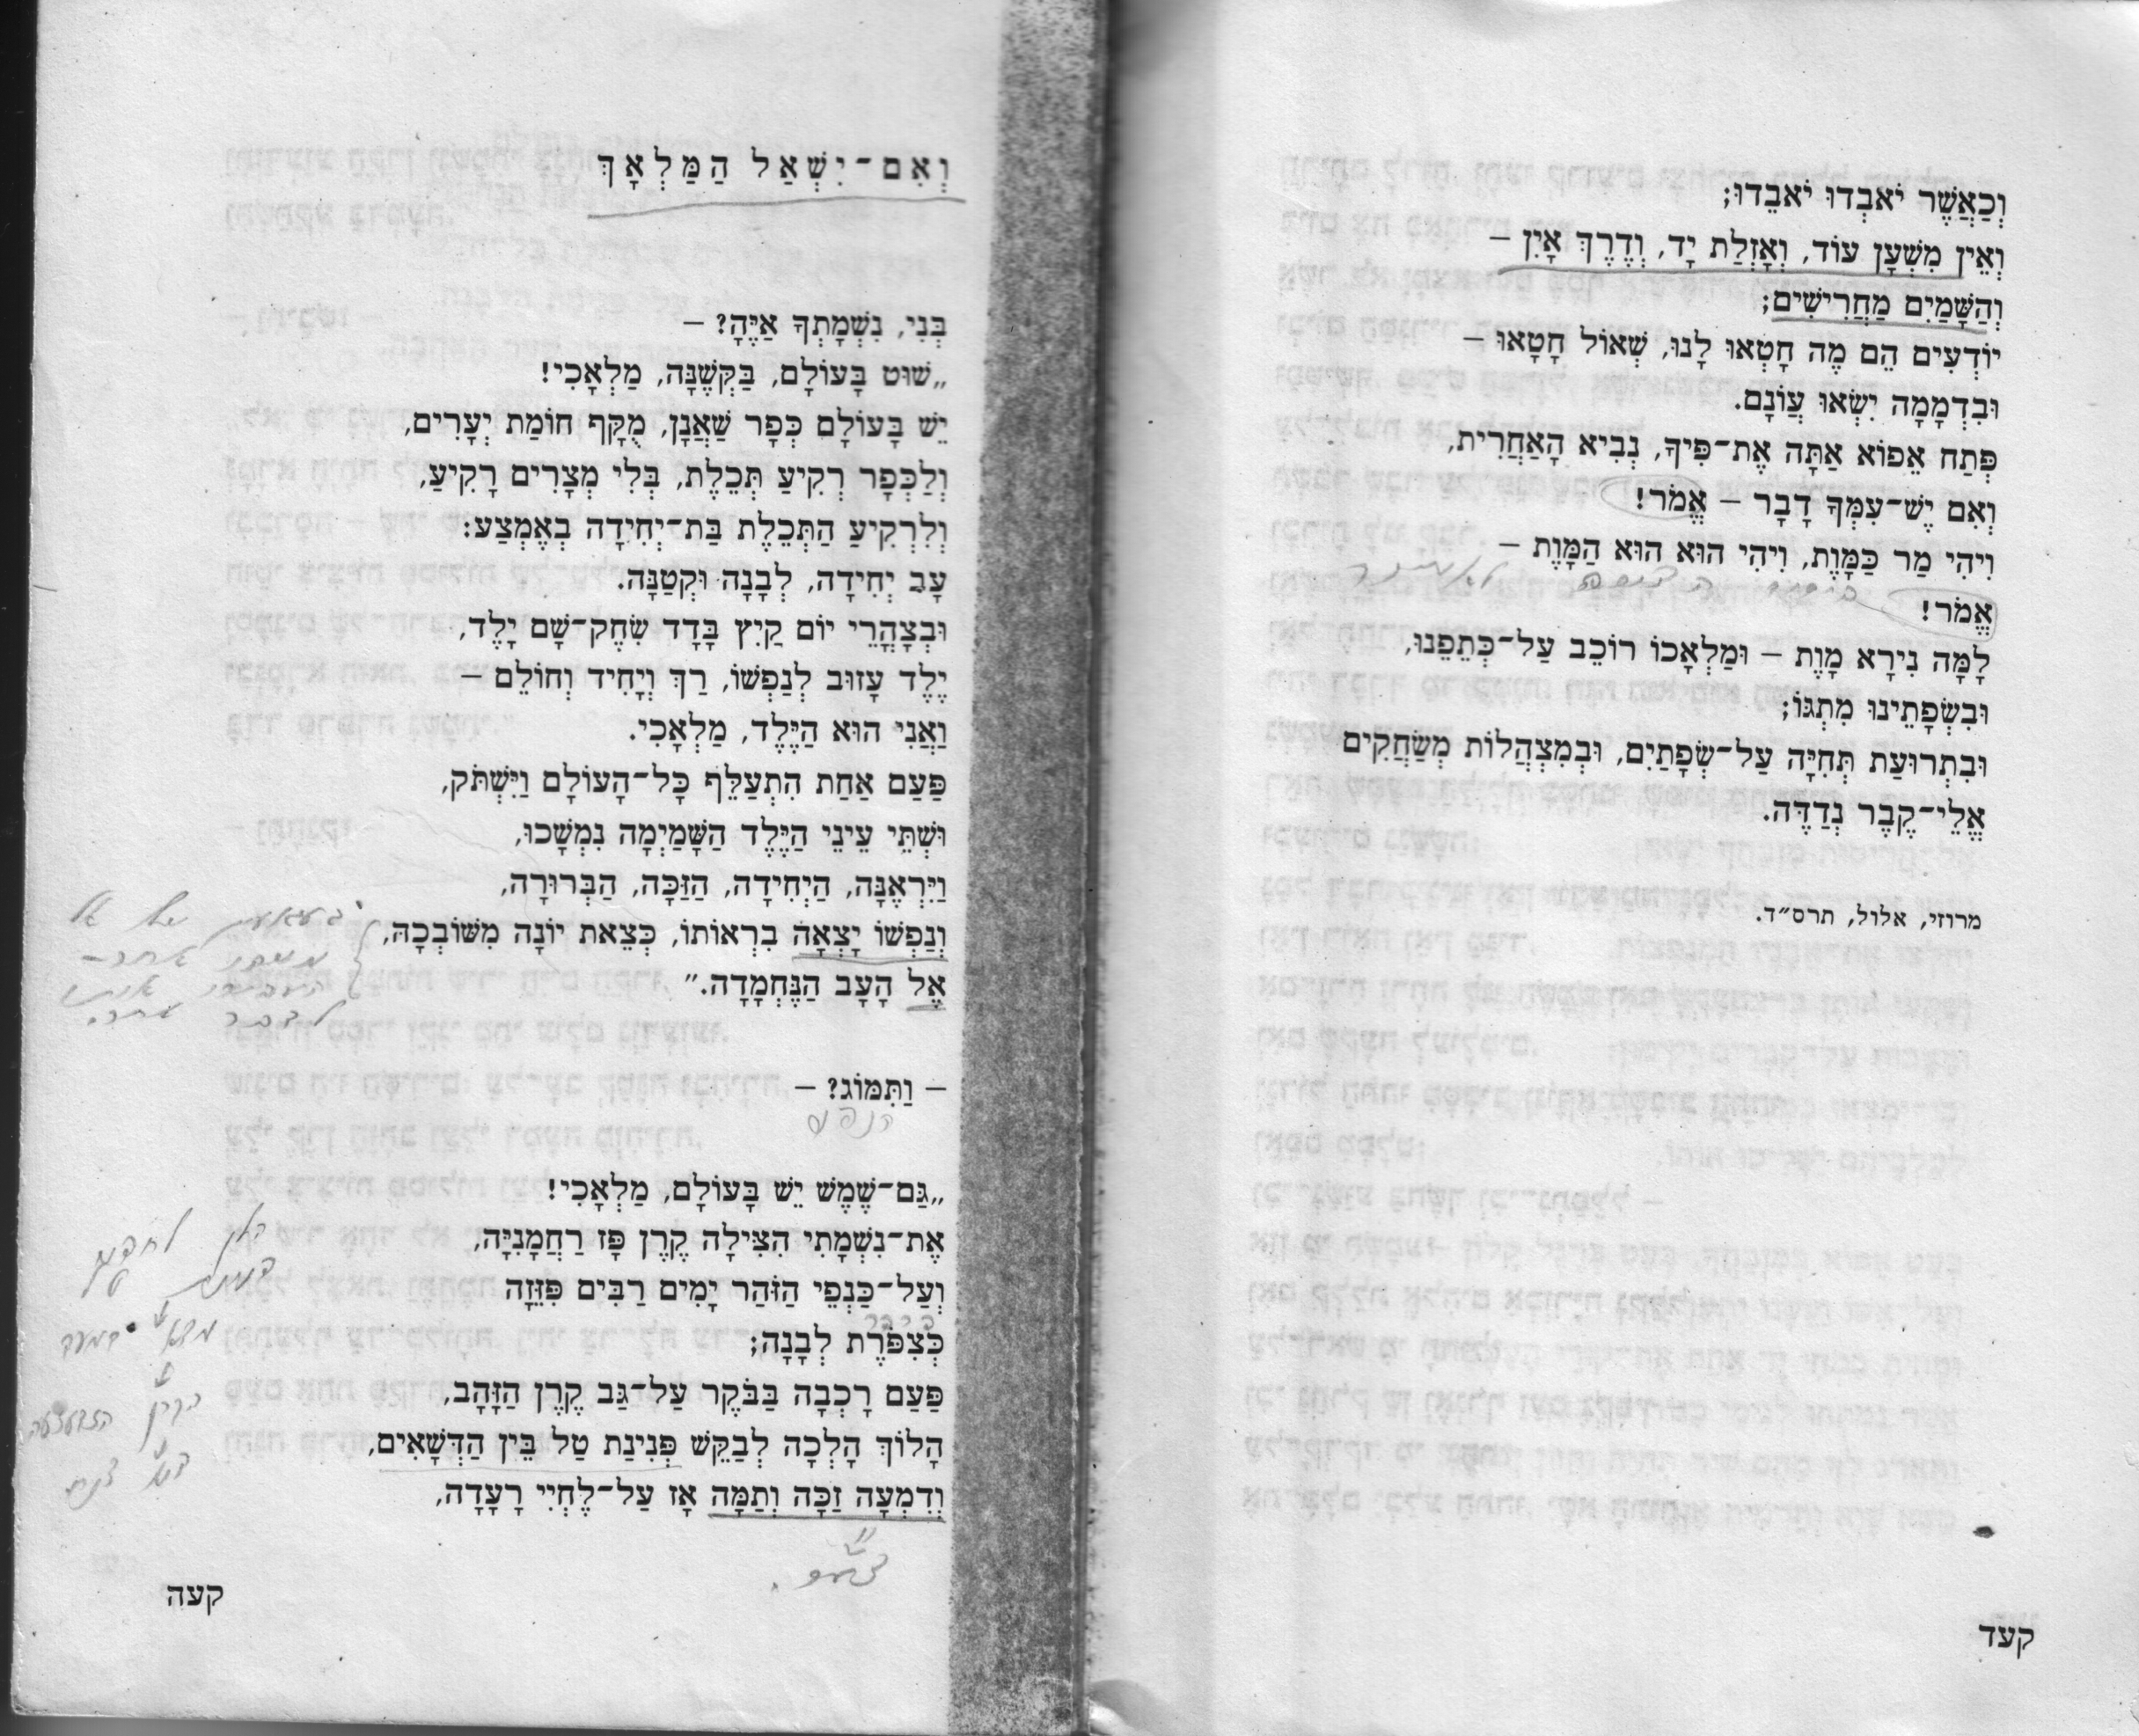 וְכַאֲשֶׁר יֹאבְדוּ יֹאבֵדוּ;
וְאֵין מִשְׁעָן עוֹד, וְאָזְלַת יָד, וְדֶרֶךְ אָיִן –
וְהַשָּׁמַיִם מַחֲרִישִׁים;
יוֹדְעִים הֵם מֶה חָטְאוּ לָנוּ, שְׁאוֹל חָטָאוּ –
וּבִדְמָמָה יִשְׂאוּ עֲוֹנָם.
פְּתַח אֵפוֹא אַתָּה אֶת־פִּיךָ, נְבִיא הָאַחֲרִית,
וְאִם יֶשׁ־עִמְּךָ דָבָר – אֱמֹר!
וִיהִי מַר כַּמָּוֶת, וִיהִי הוּא הוּא הַמָּוֶת –
אֱמֹר!
לָמָּה נִירָא מָוֶת – וּמַלְאָכוֹ רוֹכֵב עַל־כְּתֵפֵנוּ,
וּבִשְׂפָתֵינוּ מִתְגּוֹ;
וּבִתְרוּעַת תְּחִיָּה עַל־שְׂפָתַיִם, וּבְמִצְהֲלוֹת מְשַׂחֲקִים
אֱלֵי־קֶבֶר נְדַדֶּה.
מרוזי, אלול, תרס״ד.
קעד
וְאִם־יִשְׁאַל הַמַּלְאָךְ
בְּנִי, נִשְׁמָתְךָ אַיֶּהָ? –
„שׁוּט בָּעוֹלָם, בַּקְּשֶׁנָּה, מַלְאָכִי!
יֵשׁ בָּעוֹלָם כְּפָר שַׁאֲנָן, מֻקָּף חוֹמַת יְעָרִים,
וְלַכְּפָר רְקִיעַ תְּכֵלֶת, בְּלִי מְצָרִים רָקִיעַ,
וְלִרְקִיעַ הַתְּכֵלֶת בַּת־יְחִידָה בְאֶמְצַע:
עָב יְחִידָה, לְבָנָה וּקְטַנָּה.
וּבְצָהֳרֵי יוֹם קַיִץ בָּדָד שִׂחֶק־שָׁם יָלֶד,
יֶלֶד עָזוּב לְנַפְשׁוֹ, רַךְ וְיָחִיד וְחוֹלֵם –
וַאֲנִי הוּא הַיֶּלֶד, מַלְאָכִי.
פַּעַם אַחַת הִתְעַלֵּף כָּל־הָעוֹלָם וַיִּשְׁתֹּק,
וּשְׁתֵּי עֵינֵי הַיֶּלֶד הַשָּׁמַיְמָה נִמְשָׁכוּ,
וַיִּרְאֶנָּה, הַיְחִידָה, הַזַּכָּה, הַבְּרוּרָה,
וְנַפְשׁוֹ יָצְאָה בִרְאוֹתוֹ, כְּצֵאת יוֹנָה מִשּׁוֹבְכָהּ,
אֶל הָעָב הַנֶּחְמָדָה.״
– וַתִּמּוֹג? –
הנפש
„גַּם־שֶׁמֶשׁ יֵשׁ בָּעוֹלָם, מַלְאָכִי!
אֶת־נִשְׁמָתִי הִצִּילָה קֶרֶן פָּז רַחֲמָנִיָּה,
וְעַל־כַּנְפֵי הַזֹּהַר יָמִים רַבִּים פִּזֵּזָה
כְּצִפֹּרֶת לְבָנָה;
פַּעַם רָכְבָה בַבֹּקֶר עַל־גַּב קֶרֶן הַזָּהָב,
הָלוֹךְ הָלְכָה לְבַקֵּשׁ פְּנִינַת טַל בֵּין הַדְּשָׁאִים,
וְדִמְעָה זַכָּה וְתַמָּה אָז עַל־לֶחְיִי רָעָדָה,
קעה